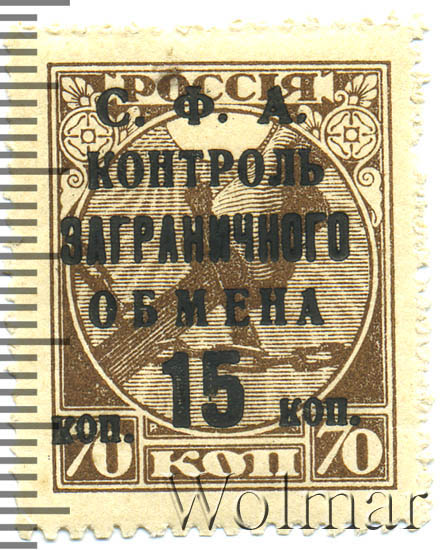 РОССІЯ
С. Ф. А.
КОНТРОЛЬ
ЗАГРАНИЧНОГО
ОБМЕНА
15
коп. коп.
70 КОП 70
Wolmar